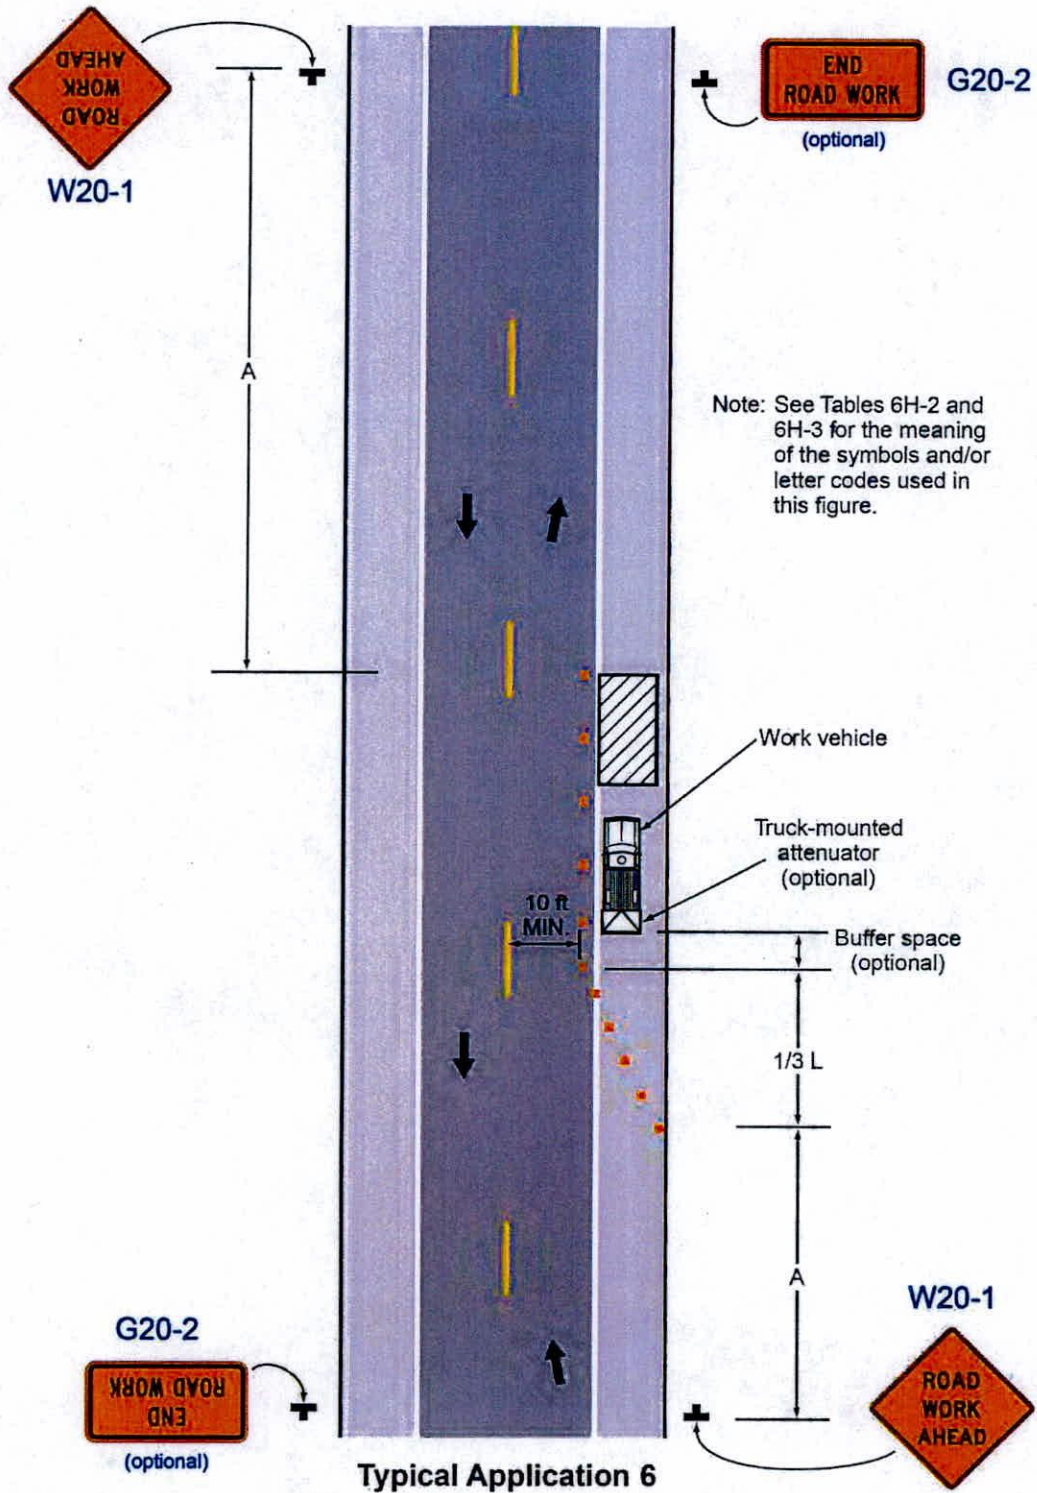 ROAD
WORK
AHEAD
W20-1
END
ROAD WORK
(optional)
G20-2
A
Note: See Tables 6H-2 and
6H-3 for the meaning
of the symbols and/or
letter codes used in
this figure.
Work vehicle
Truck-mounted
attenuator
(optional)
10 ft
MIN.
Buffer space
(optional)
1/3 L
A
G20-2
END
ROAD WORK
(optional)
W20-1
ROAD
WORK
AHEAD
Typical Application 6